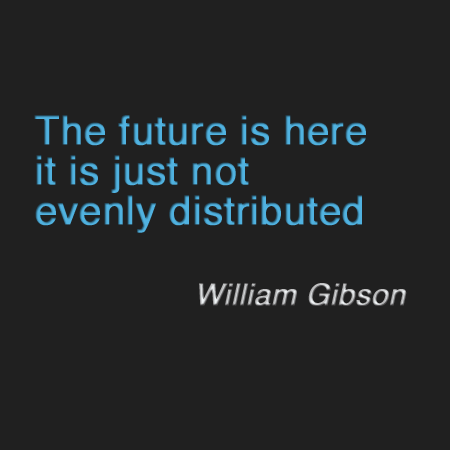 The future is here
it is just not
evenly distributed
William Gibson